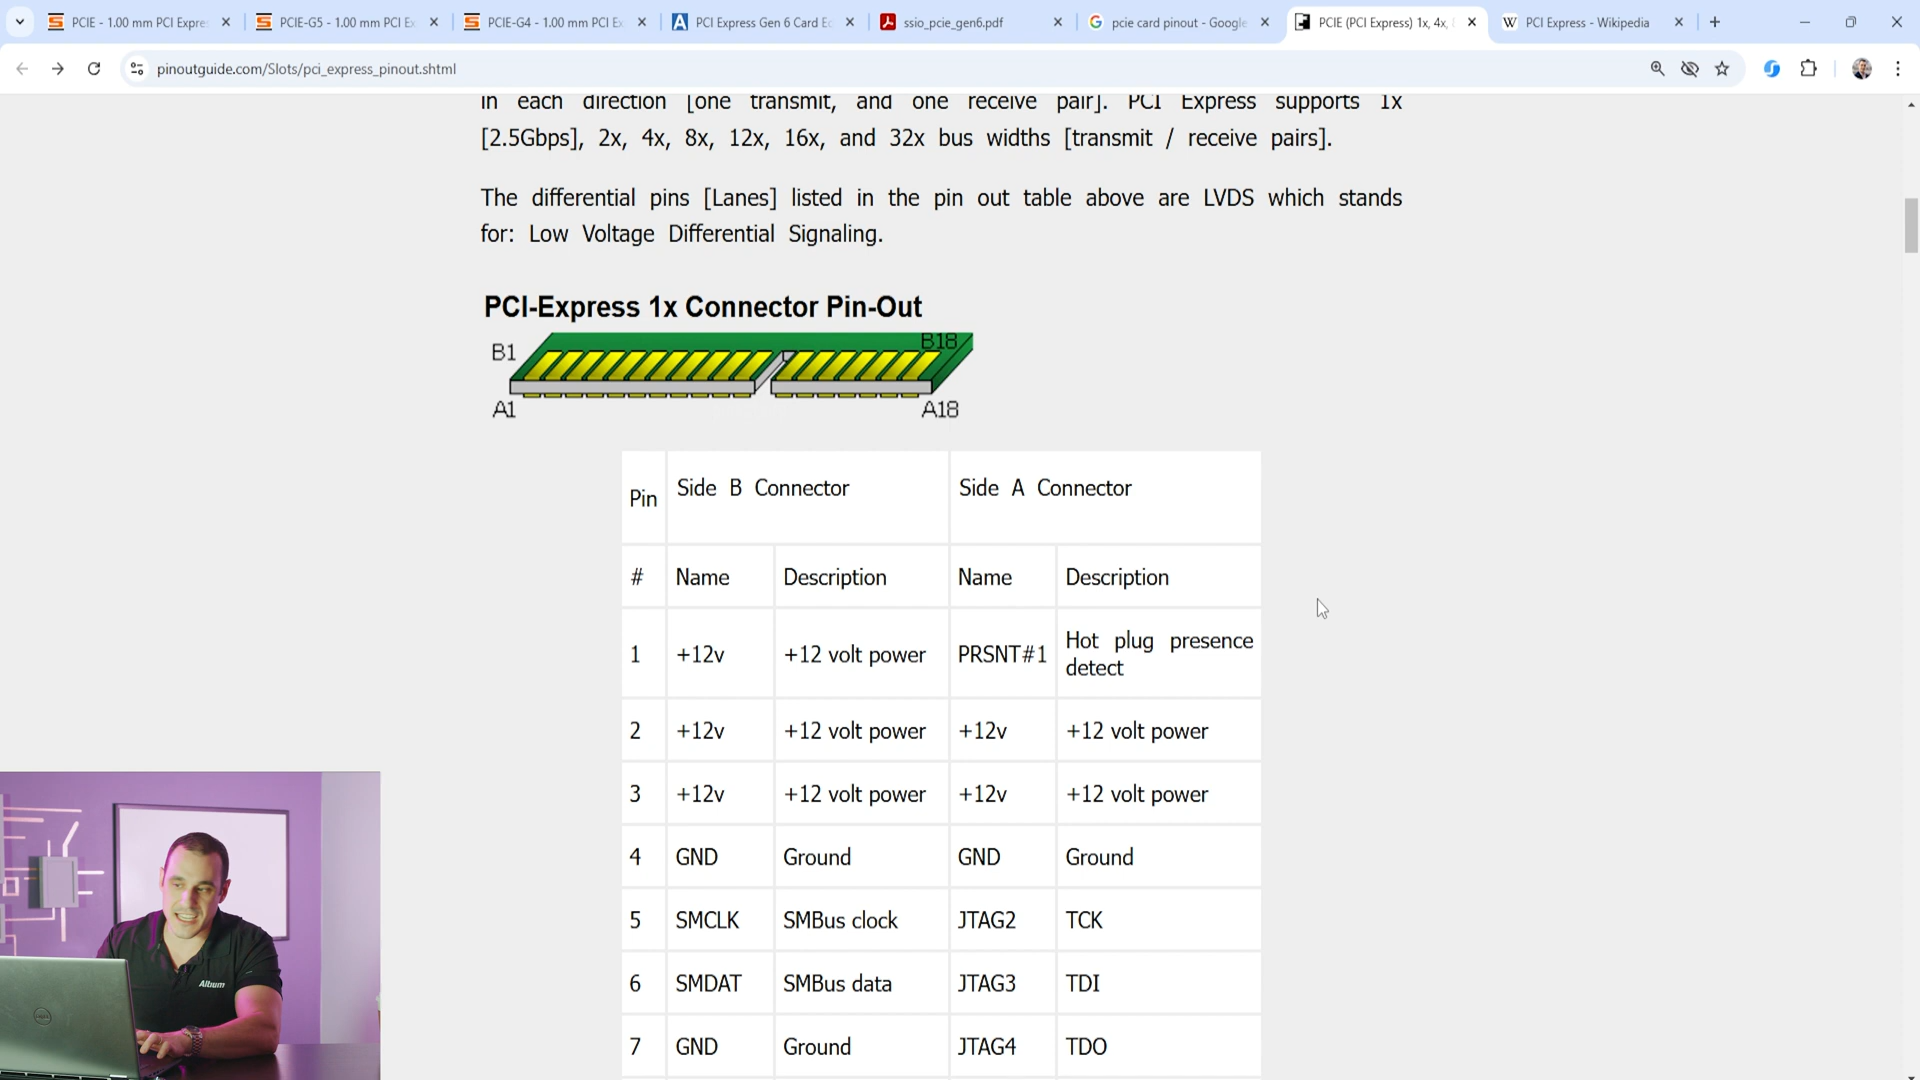 PCIE - 1.00 mm PCI Expre
PCIE-G5 - 1.00 mm PCI E
PCIE-G4 - 1.00 mm PCI E
PCI Express Gen 6 Card E
ssio_pcie_gen6.pdf
pcie card pinout - Google
PCIE (PCI Express) 1x, 4x,
PCI Express - Wikipedia
pinoutguide.com/Slots/pci_express_pinout.shtml
in each direction [one transmit, and one receive pair]. PCI Express supports 1x
[2.5Gbps], 2x, 4x, 8x, 12x, 16x, and 32x bus widths [transmit / receive pairs].
The differential pins [Lanes] listed in the pin out table above are LVDS which stands
for: Low Voltage Differential Signaling.
PCI-Express 1x Connector Pin-Out
B1 B18
A1 A18
Pin Side B Connector Side A Connector
# Name Description Name Description
1 +12v +12 volt power PRSNT#1 Hot plug presence
detect
2 +12v +12 volt power +12v +12 volt power
3 +12v +12 volt power +12v +12 volt power
4 GND Ground GND Ground
5 SMCLK SMBus clock JTAG2 TCK
6 SMDAT SMBus data JTAG3 TDI
7 GND Ground JTAG4 TDO
Altium